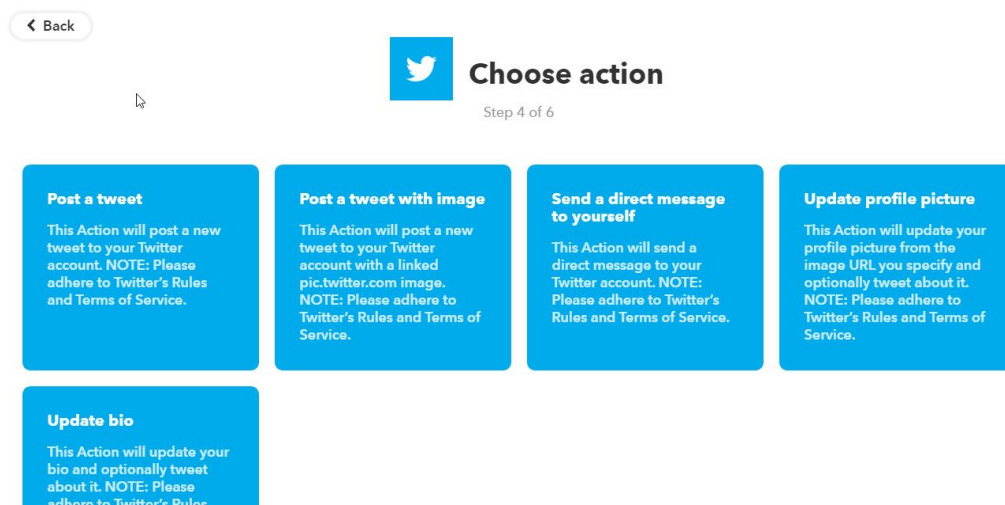 Back
Choose action
Step 4 of 6
Post a tweet
This Action will post a new
tweet to your Twitter
account. NOTE: Please
adhere to Twitter's Rules
and Terms of Service.
Post a tweet with image
This Action will post a new
tweet to your Twitter
account with a linked
pic.twitter.com image.
NOTE: Please adhere to
Twitter's Rules and Terms of
Service.
Send a direct message
to yourself
This Action will send a
direct message to your
Twitter account. NOTE:
Please adhere to Twitter's
Rules and Terms of Service.
Update profile picture
This Action will update your
profile picture from the
image URL you specify and
optionally tweet about it.
NOTE: Please adhere to
Twitter's Rules and Terms of
Service.
Update bio
This Action will update your
bio and optionally tweet
about it. NOTE: Please
adhere to Twitter's Rules